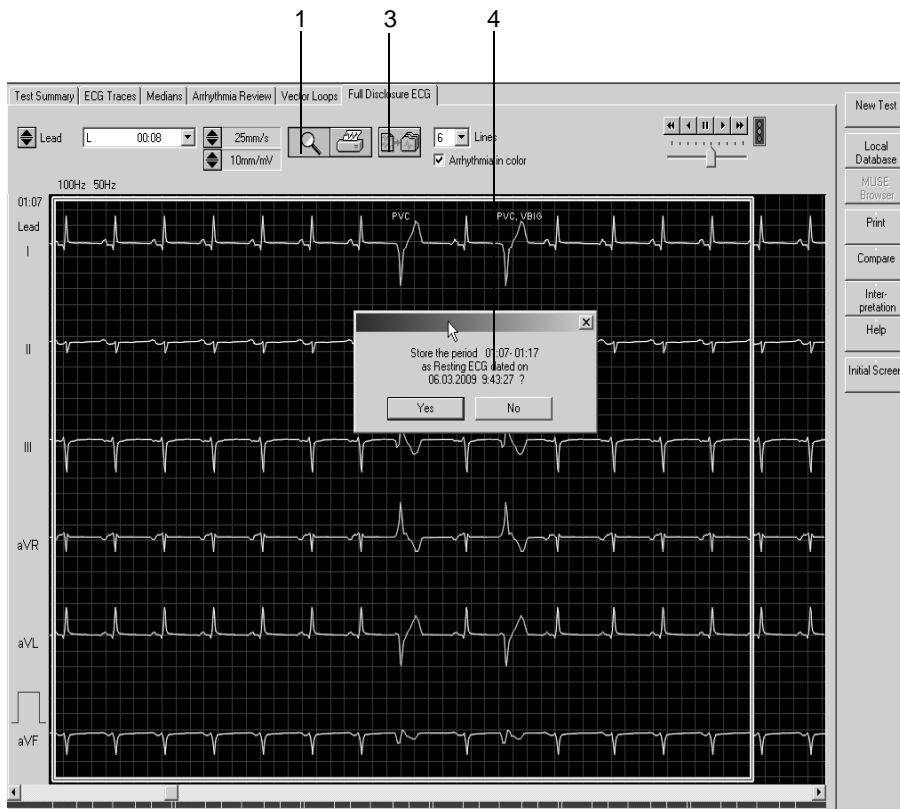 1 3 4
Test Summary ECG Traces Medians Arrhythmia Review Vector Loops Full Disclosure ECG
New Test
Lead L 00:08 25mm/s 6 Lines
10mm/mV Arrhythmia in color
Local
Database
MUSE
Browser
100Hz 50Hz
01:07
Lead
PVC PVC, VBIG
Print
I
Compare
Inter-
pretation
Help
II
Store the period 01:07-01:17
as Resting ECG dated on
06.03.2009 9:43:27 ?
Yes No
Initial Screen
III
aVR
aVL
aVF